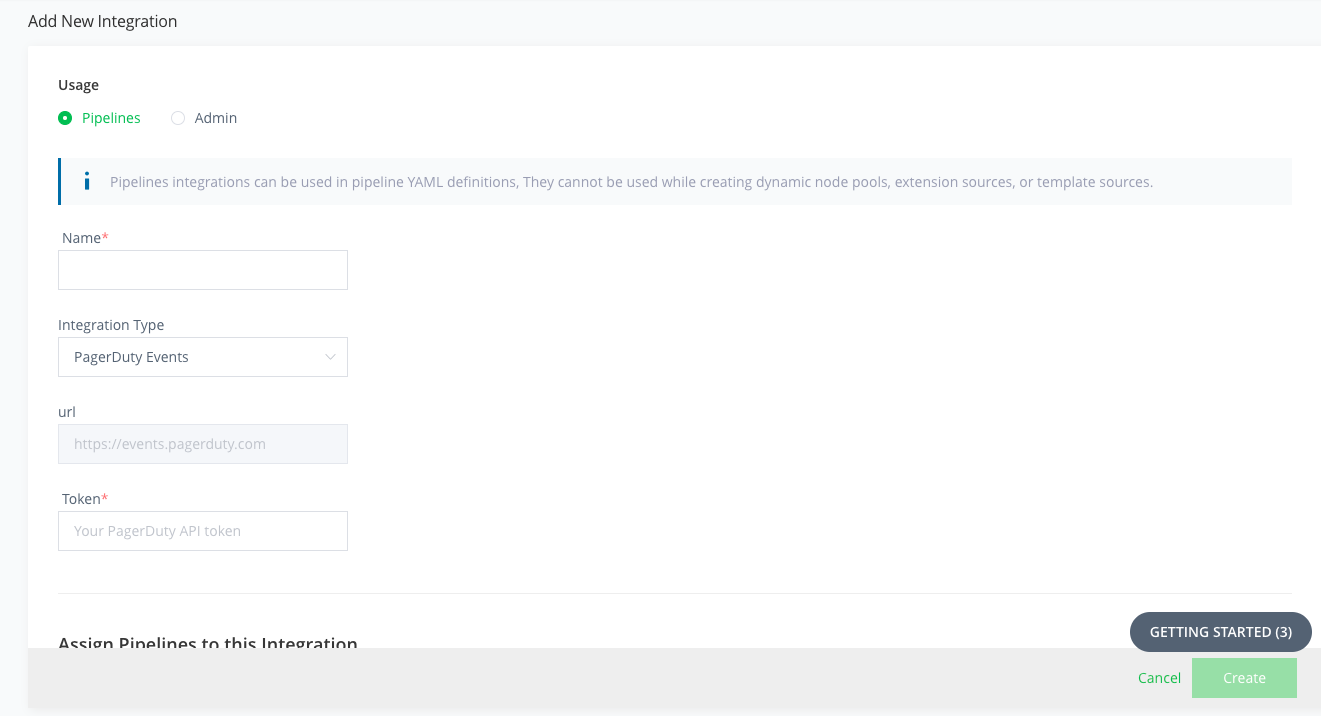 Add New Integration
Usage
Pipelines Admin
Pipelines integrations can be used in pipeline YAML definitions, They cannot be used while creating dynamic node pools, extension sources, or template sources.
Name*
Integration Type
PagerDuty Events
url
https://events.pagerduty.com
Token*
Your PagerDuty API token
Assign Pipelines to this Integration
GETTING STARTED (3)
Cancel Create